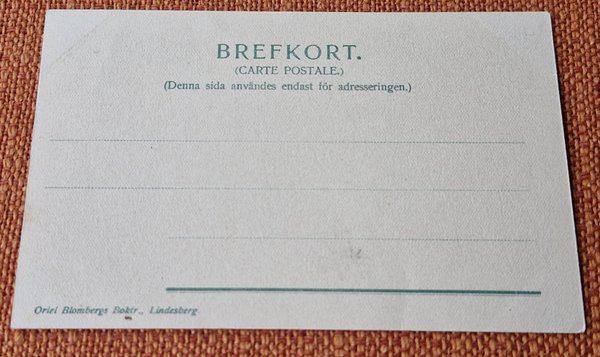 BREFKORT.
(CARTE POSTALE.)
(Denna sida användes endast för adresseringen.)
Oriel Blombergs Boktr., Lindesberg